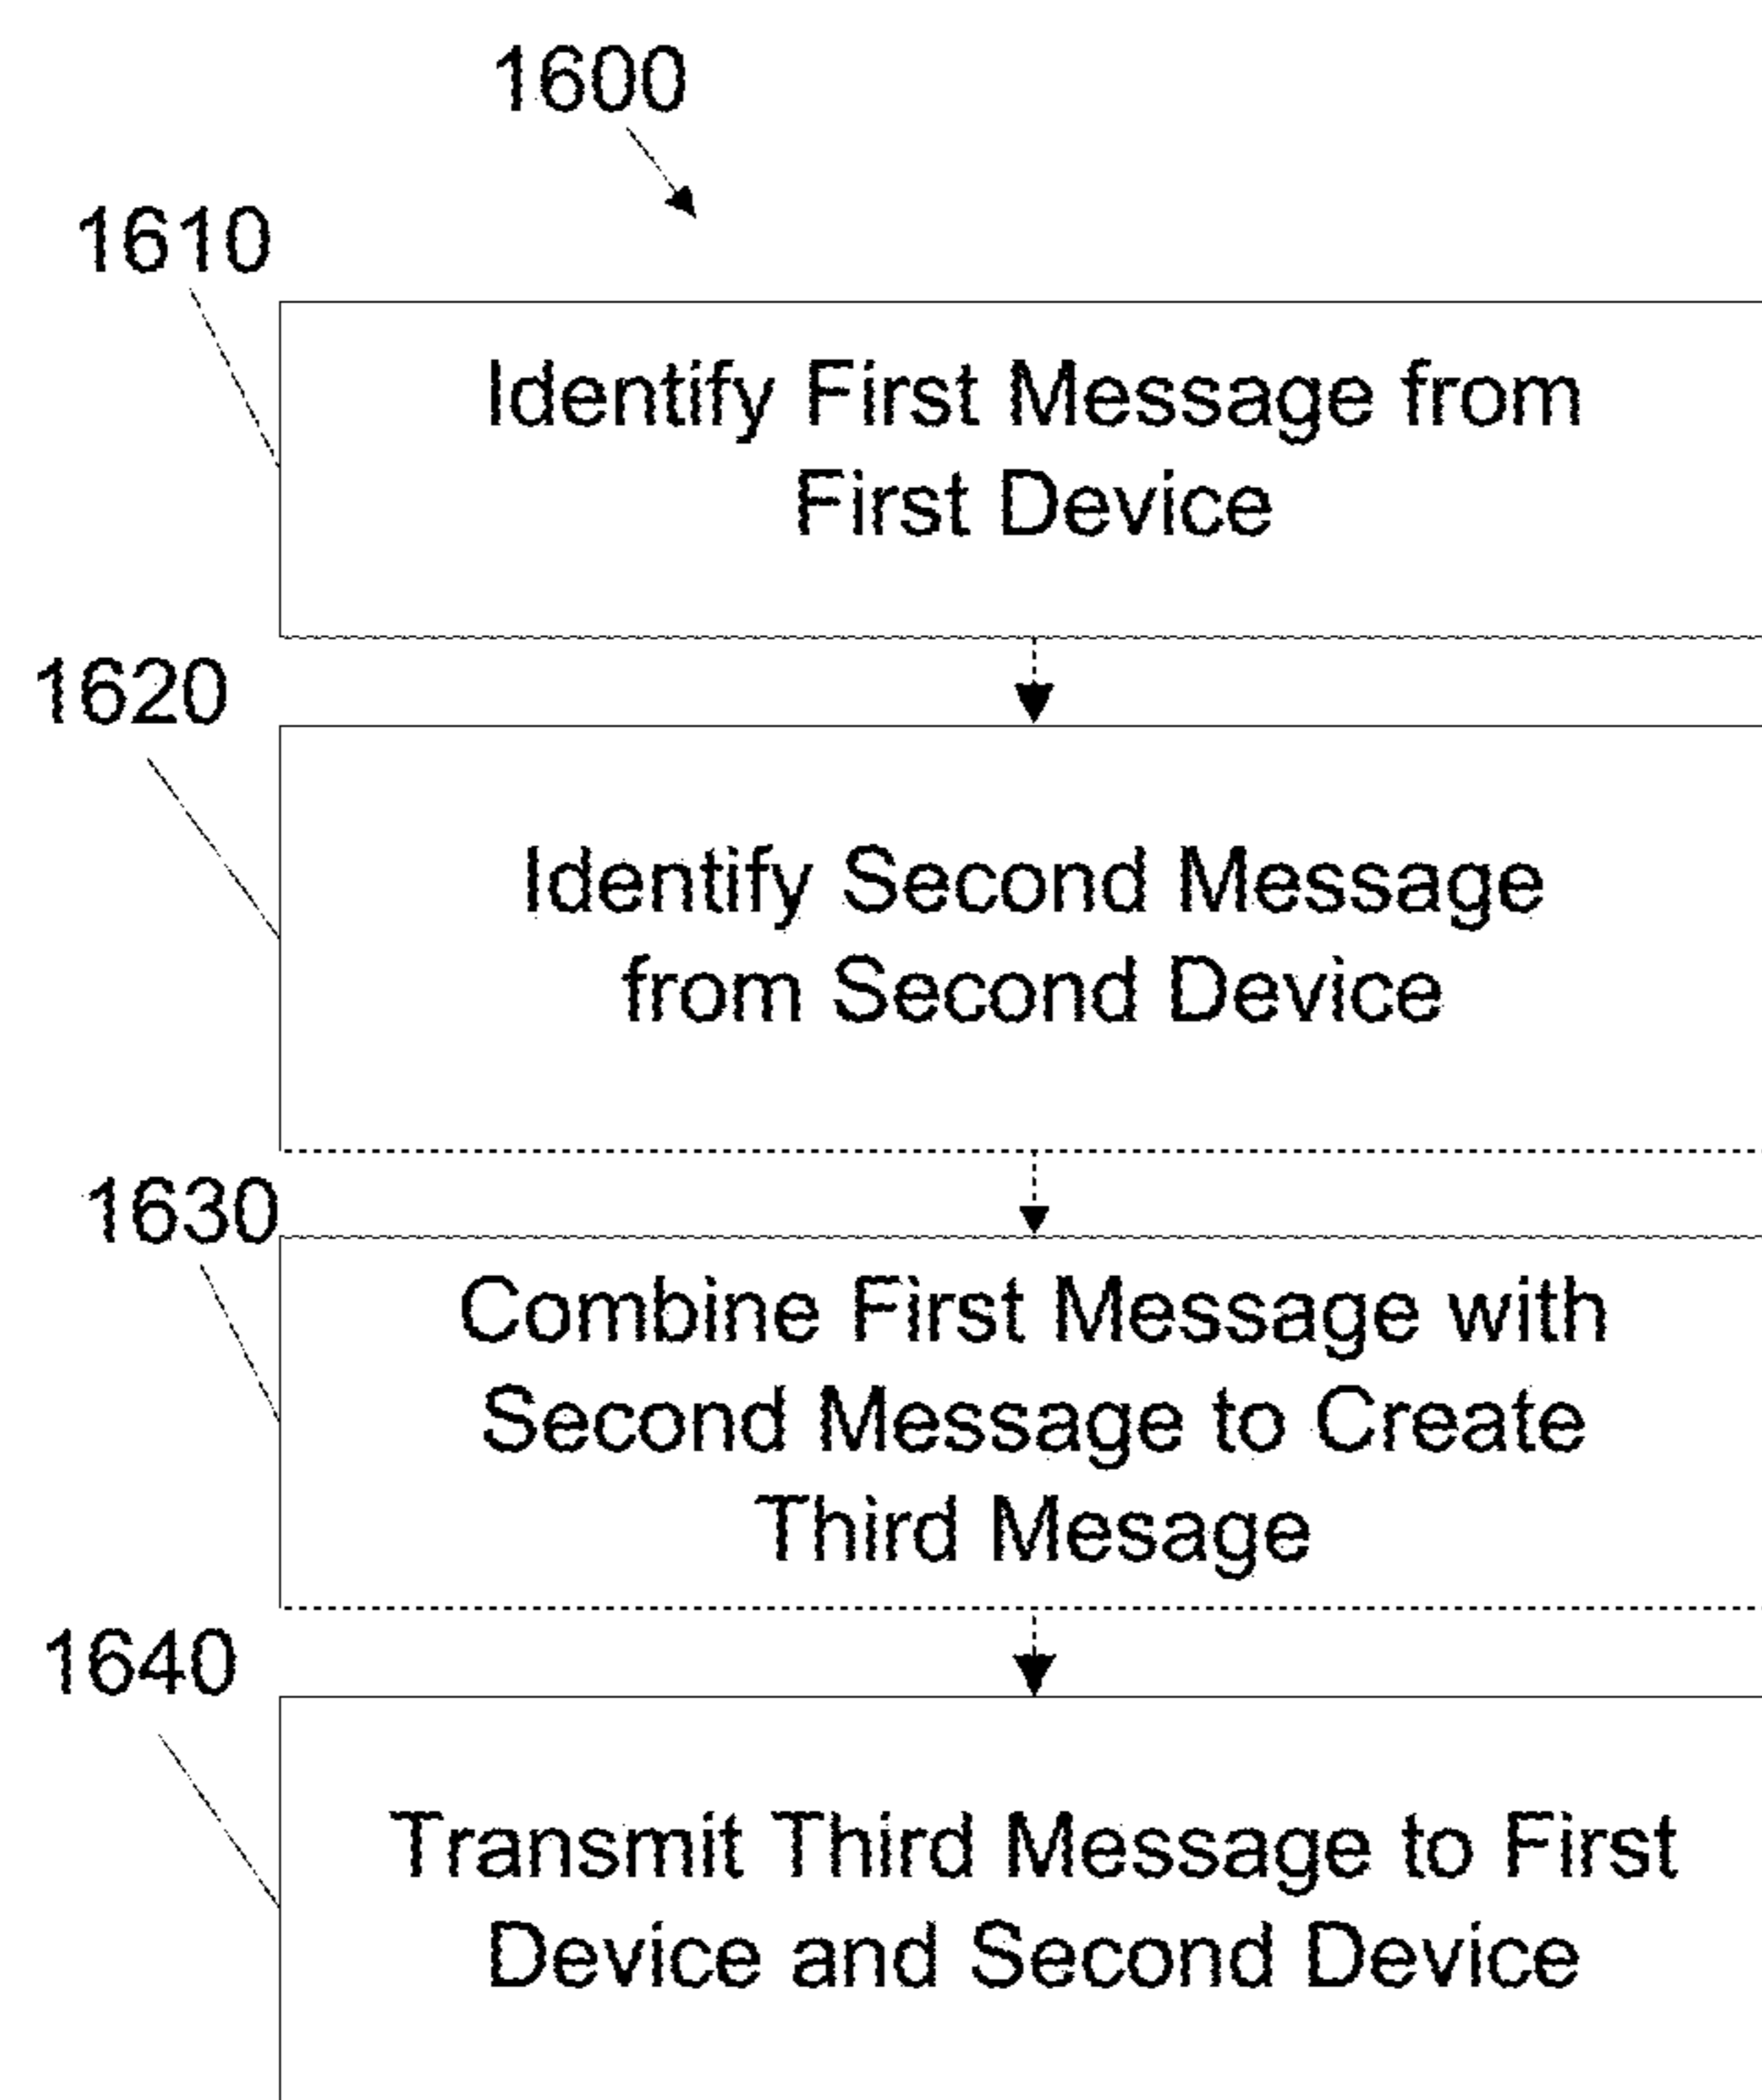 1600
1610
Identify First Message from
First Device
1620
Identify Second Message
from Second Device
1630
Combine First Message with
Second Message to Create
Third Mesage
1640
Transmit Third Message to First
Device and Second Device